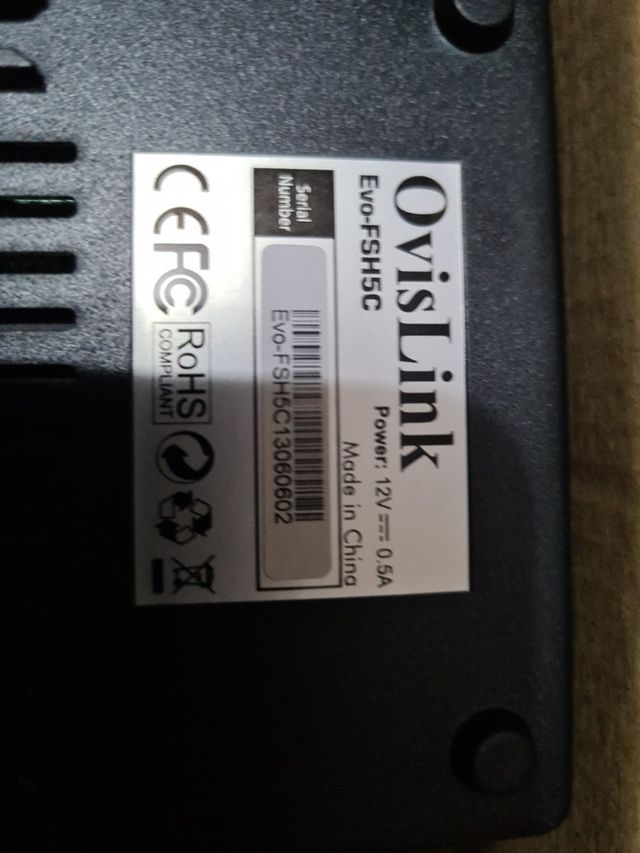 OvisLink
Evo-FSH5C
Power: 12V⎓0.5A
Made in China
Serial
Number
Evo-FSH5C13060602
CE FC RoHS
COMPLIANT